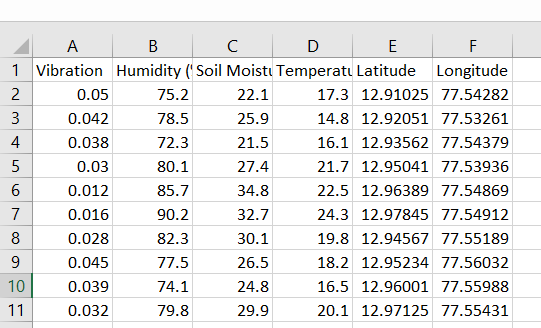 A B C D E F
1 Vibration Humidity (% Soil Moistu Temperatu Latitude Longitude
2 0.05 75.2 22.1 17.3 12.91025 77.54282
3 0.042 78.5 25.9 14.8 12.92051 77.53261
4 0.038 72.3 21.5 16.1 12.93562 77.54379
5 0.03 80.1 27.4 21.7 12.95041 77.53936
6 0.012 85.7 34.8 22.5 12.96389 77.54869
7 0.016 90.2 32.7 24.3 12.97845 77.54912
8 0.028 82.3 30.1 19.8 12.94567 77.55189
9 0.045 77.5 26.5 18.2 12.95234 77.56032
10 0.039 74.1 24.8 16.5 12.96001 77.55988
11 0.032 79.8 29.9 20.1 12.97125 77.55431